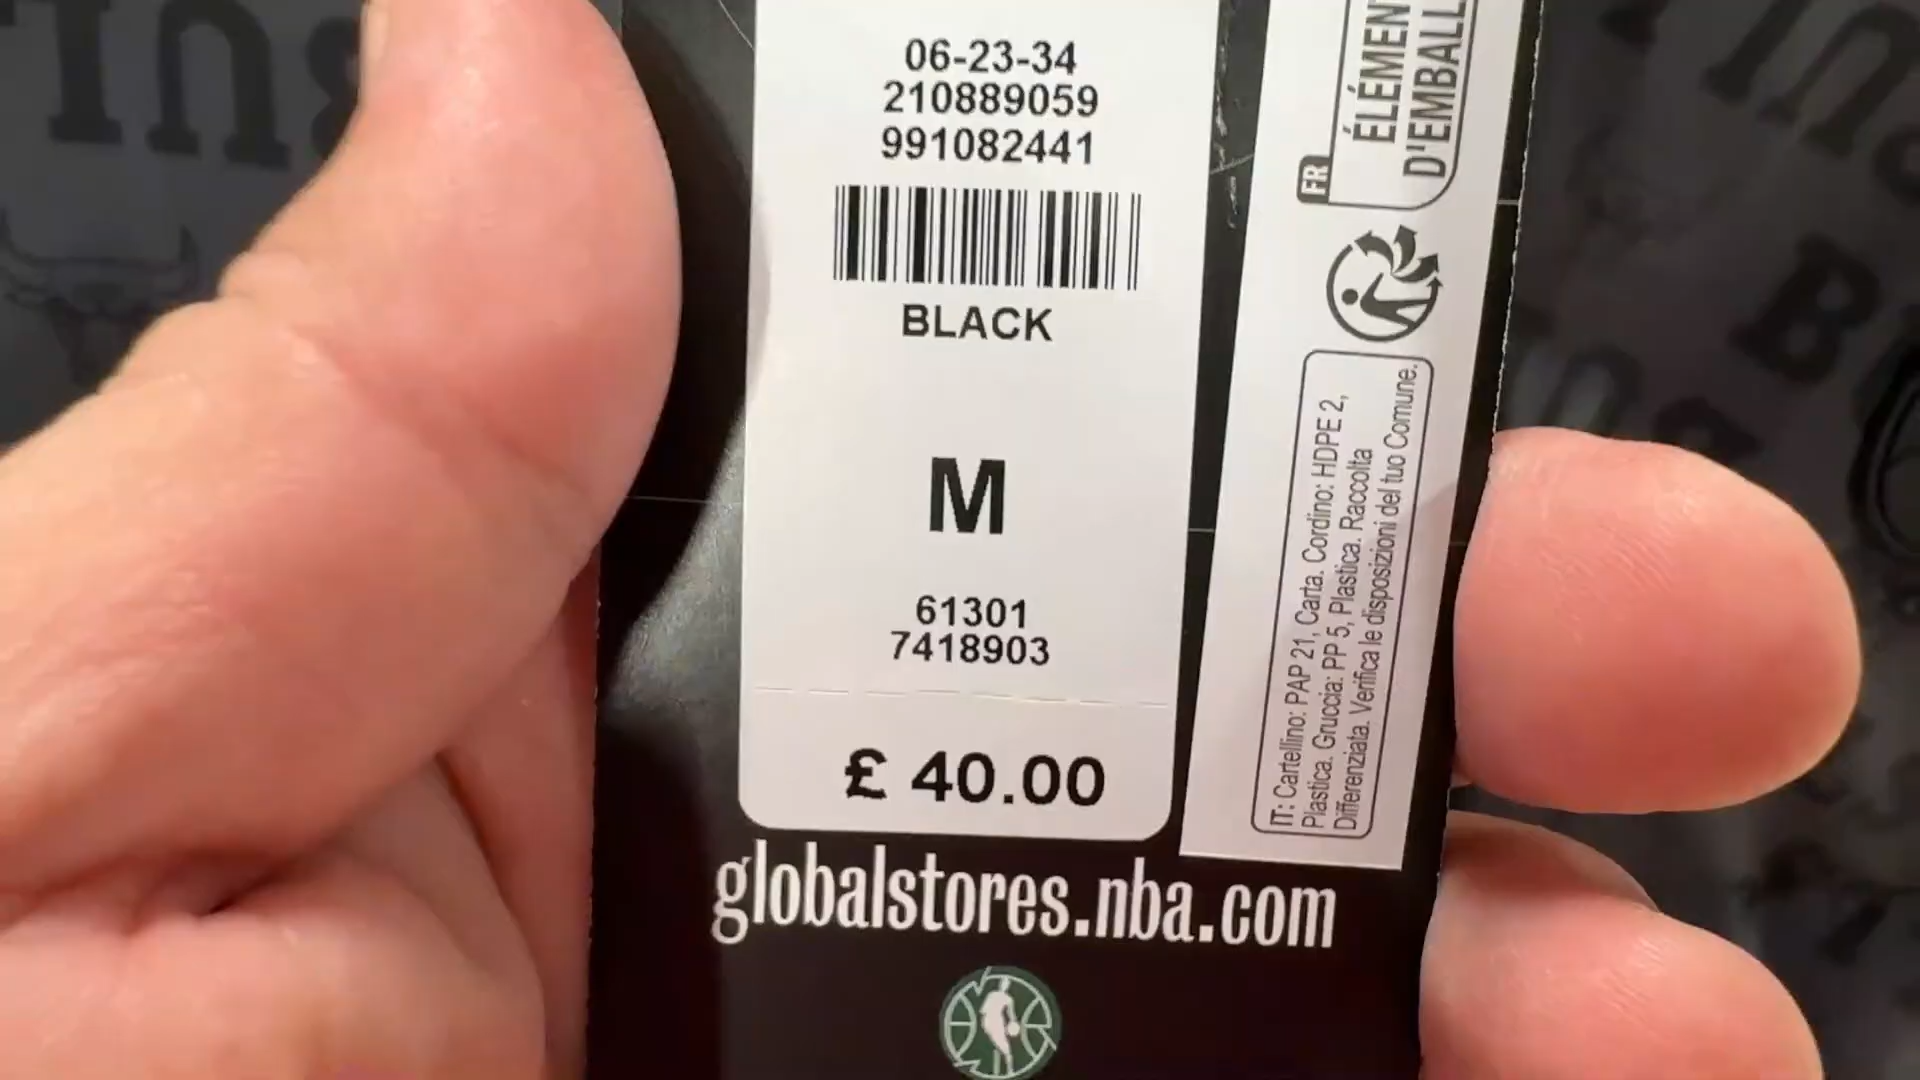 06-23-34
210889059
991082441
BLACK
M
61301
7418903
£ 40.00
globalstores.nba.com
FR
ÉLÉMEN
D'EMBALL
IT: Cartellino: PAP 21, Carta. Cordino: HDPE 2,
Plastica. Gruccia: PP 5, Plastica. Raccolta
Differenziata. Verifica le disposizioni del tuo Comune.